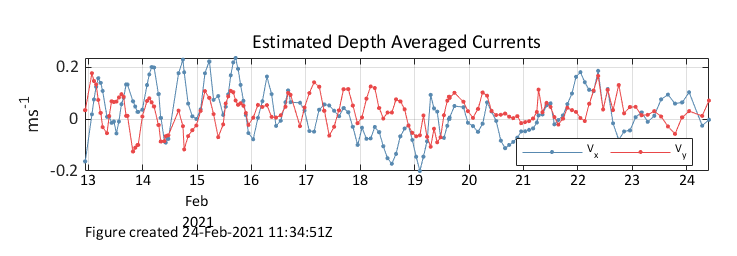 Estimated Depth Averaged Currents
ms-1
0.2
0
-0.2
Vx
Vy
13 14 15 16 17 18 19 20 21 22 23 24
Feb
2021
Figure created 24-Feb-2021 11:34:51Z